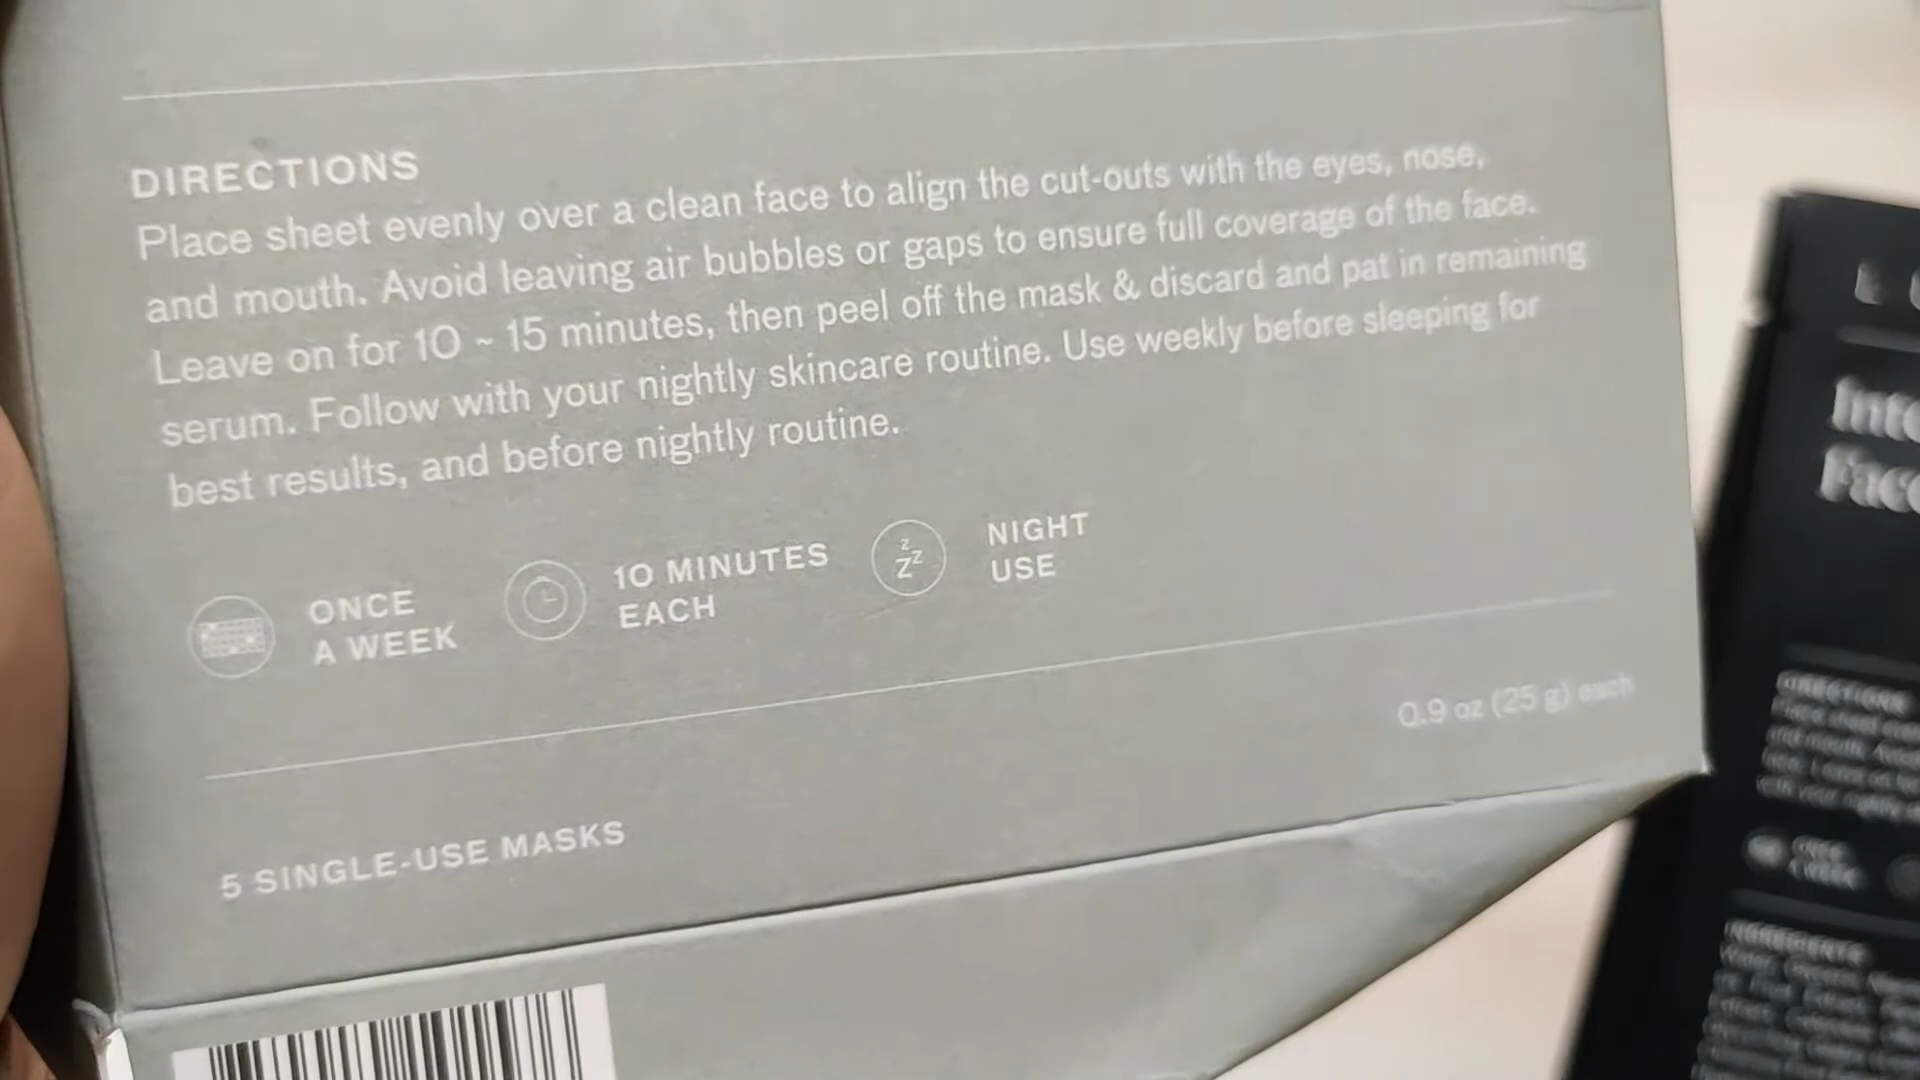 DIRECTIONS
Place sheet evenly over a clean face to align the cut-outs with the eyes, nose,
and mouth. Avoid leaving air bubbles or gaps to ensure full coverage of the face.
Leave on for 10 ~ 15 minutes, then peel off the mask & discard and pat in remaining
serum. Follow with your nightly skincare routine. Use weekly before sleeping for
best results, and before nightly routine.
ONCE
A WEEK
10 MINUTES
EACH
NIGHT
USE
0.9 oz (25 g) each
5 SINGLE-USE MASKS
DIRECTIONS
INGREDIENTS